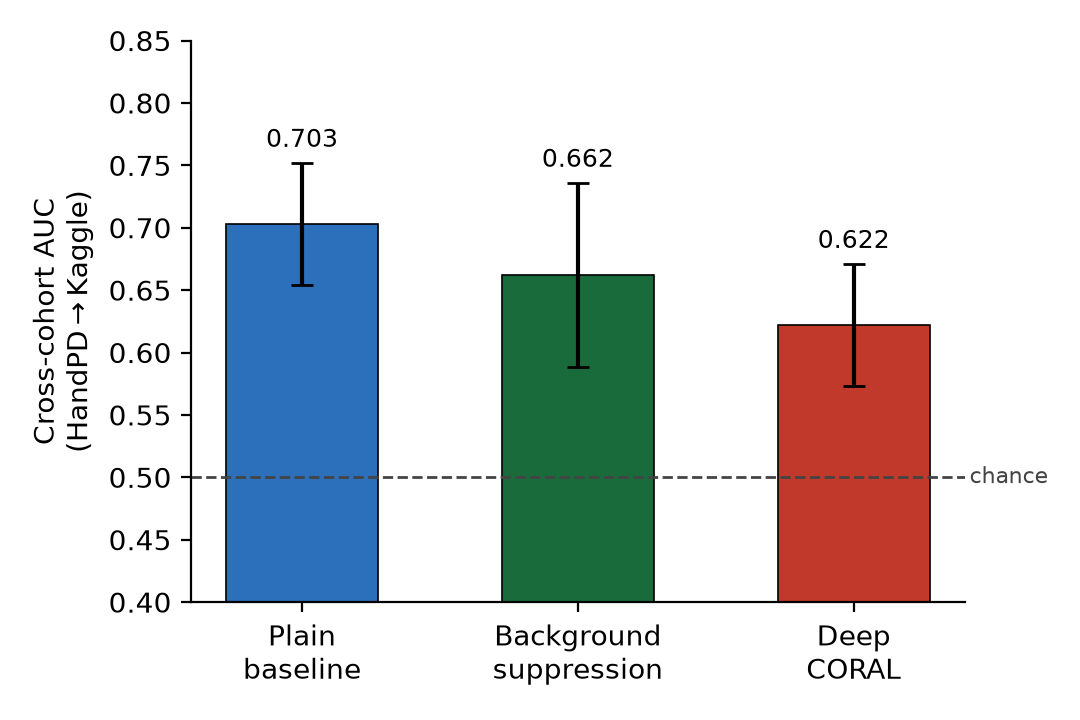 0.85
0.80
0.75
0.70
0.65
0.60
0.55
0.50
0.45
0.40
Cross-cohort AUC
(HandPD→Kaggle)
0.703
0.662
0.622
chance
Plain
baseline
Background
suppression
Deep
CORAL